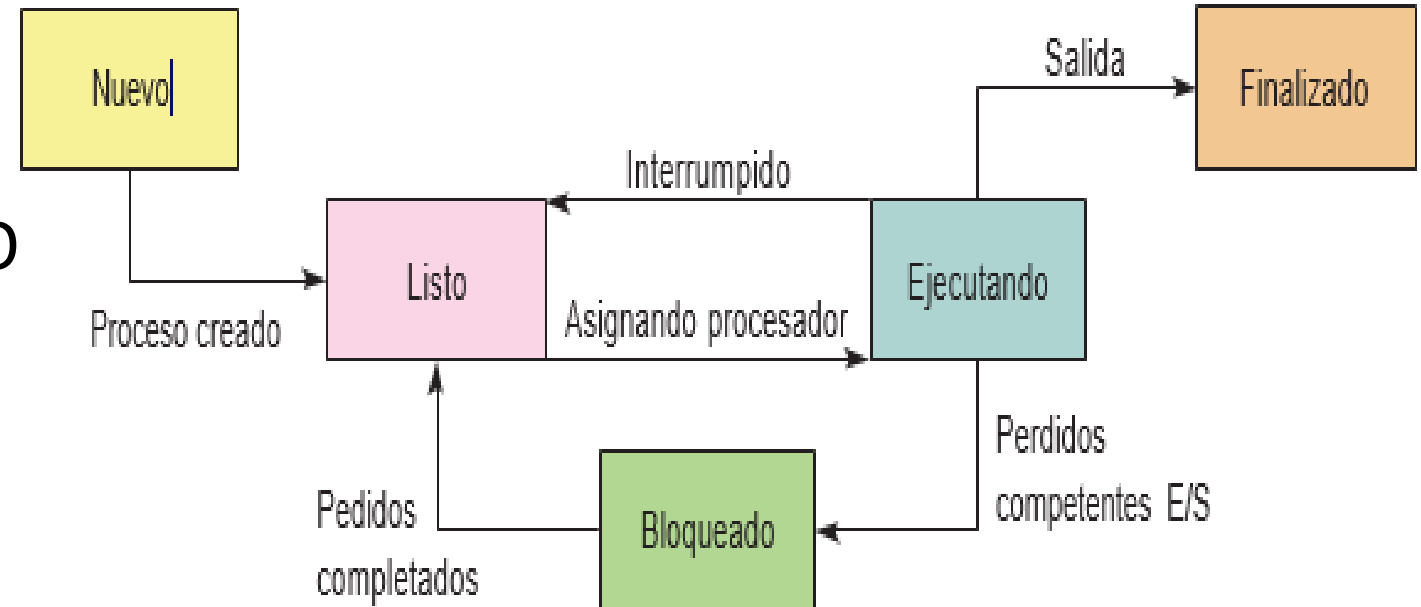 Nuevo
Salida
Finalizado
Interrumpido
o
Listo
Ejecutando
Asignando procesador
Proceso creado
Perdidos
competentes E/S
Pedidos
completados
Bloqueado